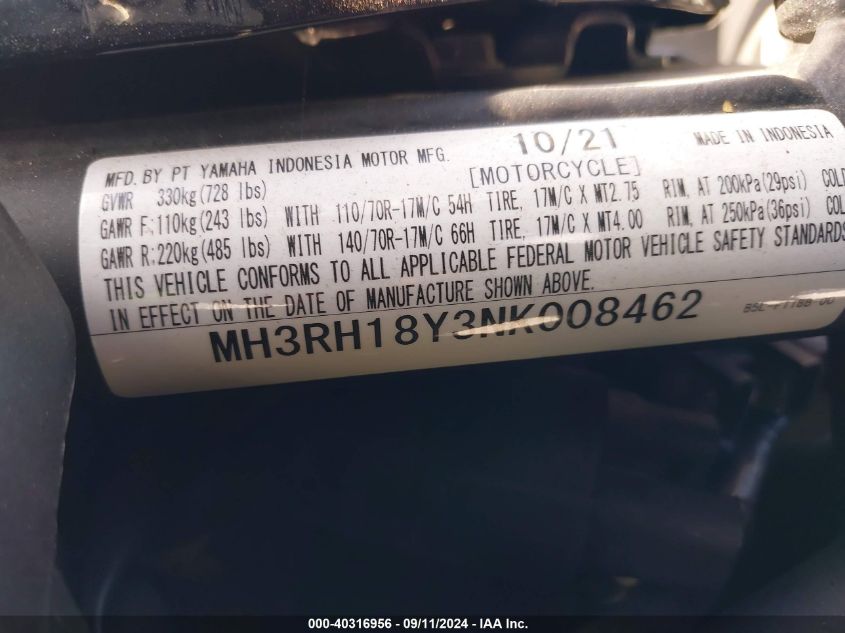 MFD. BY PT YAMAHA INDONESIA MOTOR MFG. 10/21 MADE IN INDONESIA
GVWR 330kg(728 lbs) [MOTORCYCLE]
GAWR F:110kg(243 lbs) WITH 110/70R-17M/C 54H TIRE, 17M/C X MT2.75 RIM, AT 200kPa(29psi) COLD
GAWR R:220kg(485 lbs) WITH 140/70R-17M/C 66H TIRE, 17M/C X MT4.00 RIM, AT 250kPa(36psi) COL
THIS VEHICLE CONFORMS TO ALL APPLICABLE FEDERAL MOTOR VEHICLE SAFETY STANDARDS
IN EFFECT ON THE DATE OF MANUFACTURE SHOWN ABOVE.
MH3RH18Y3NK008462
000-40316956 - 09/11/2024 - IAAI Inc.